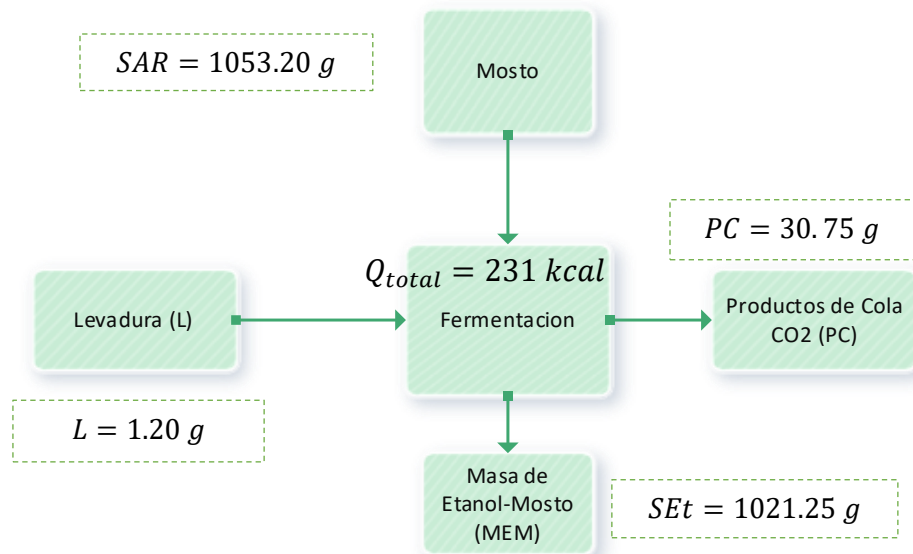 SAR = 1053.20 g
Mosto
PC = 30.75 g
Q_total = 231 kcal
Levadura (L)
Fermentacion
Productos de Cola
CO2 (PC)
L = 1.20 g
Masa de
Etanol-Mosto
(MEM)
SEt = 1021.25 g